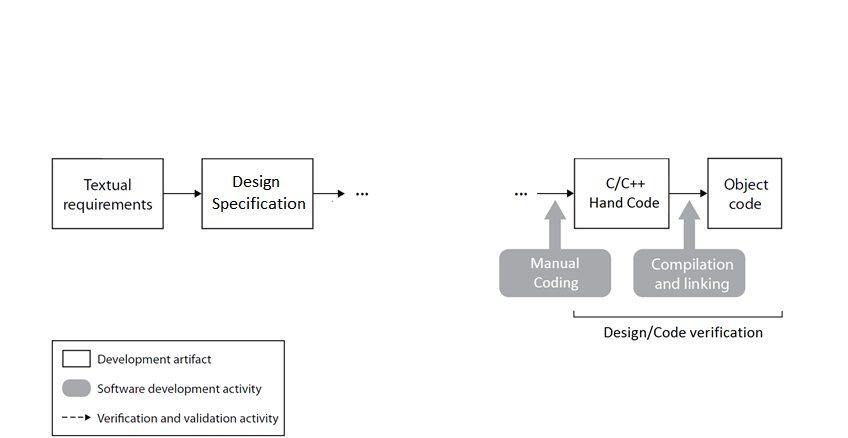 Textual
requirements
Design
Specification
...
...
C/C++
Hand Code
Object
code
Manual
Coding
Compilation
and linking
Design/Code verification
Development artifact
Software development activity
Verification and validation activity